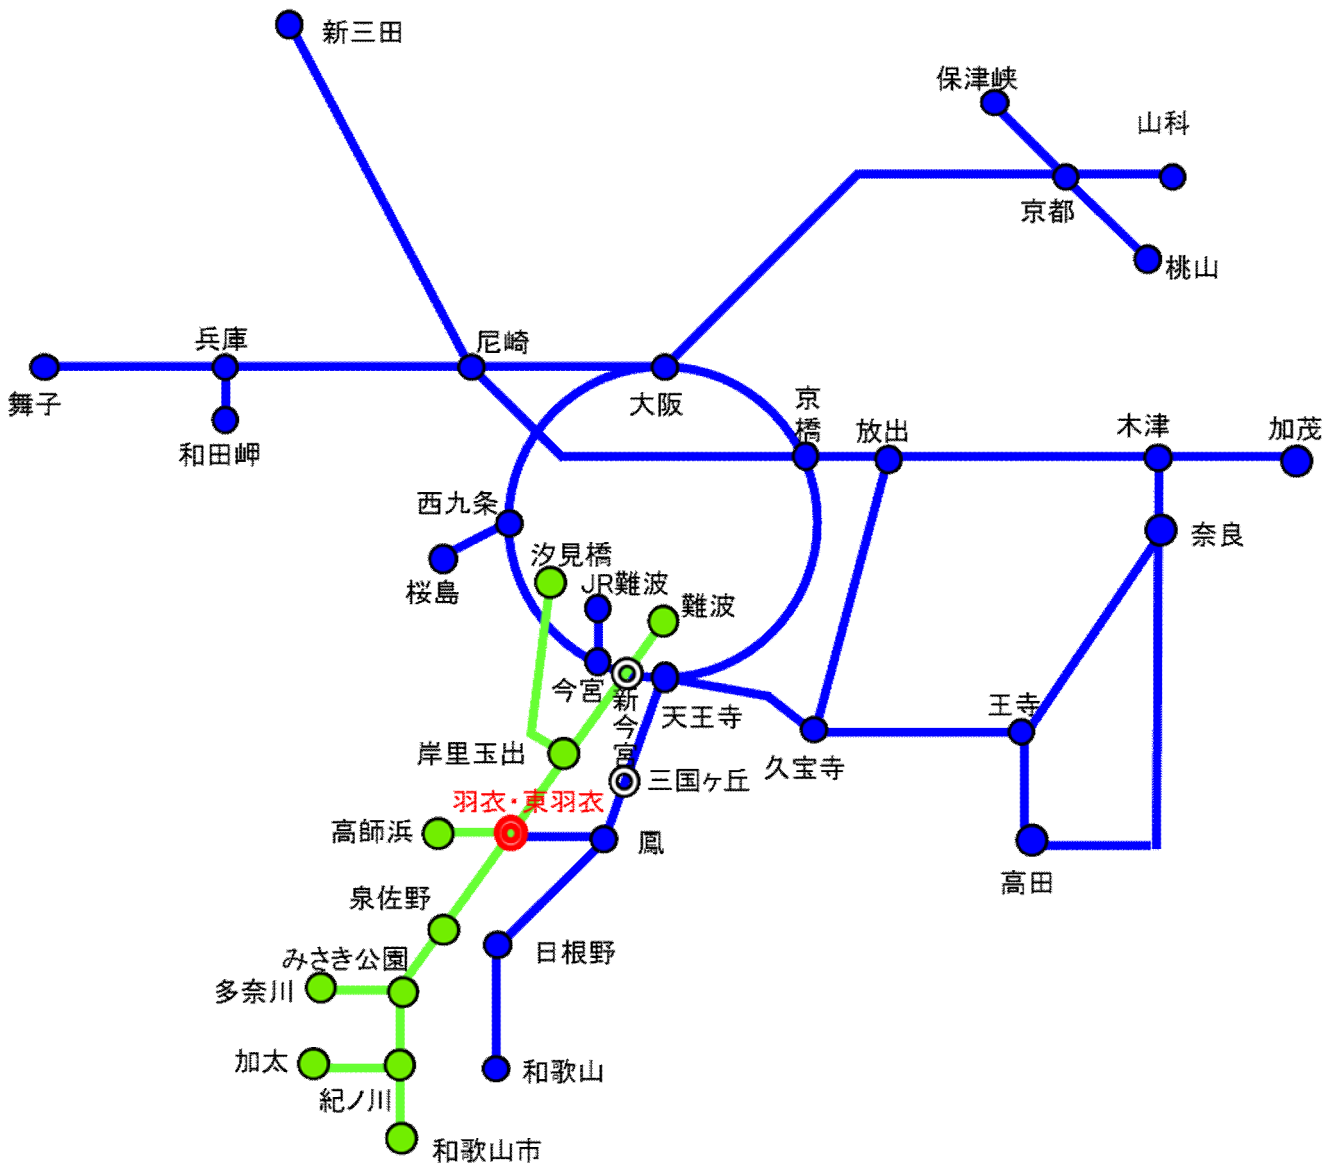 新三田
保津峡
山科
京都
桃山
兵庫
尼崎
舞子
大阪
京橋
放出
木津
加茂
和田岬
西九条
奈良
汐見橋
JR難波
桜島
難波
今宮
新今宮
天王寺
王寺
岸里玉出
三国ヶ丘
久宝寺
羽衣・東羽衣
高師浜
鳳
高田
泉佐野
日根野
みさき公園
多奈川
加太
和歌山
紀ノ川
和歌山市